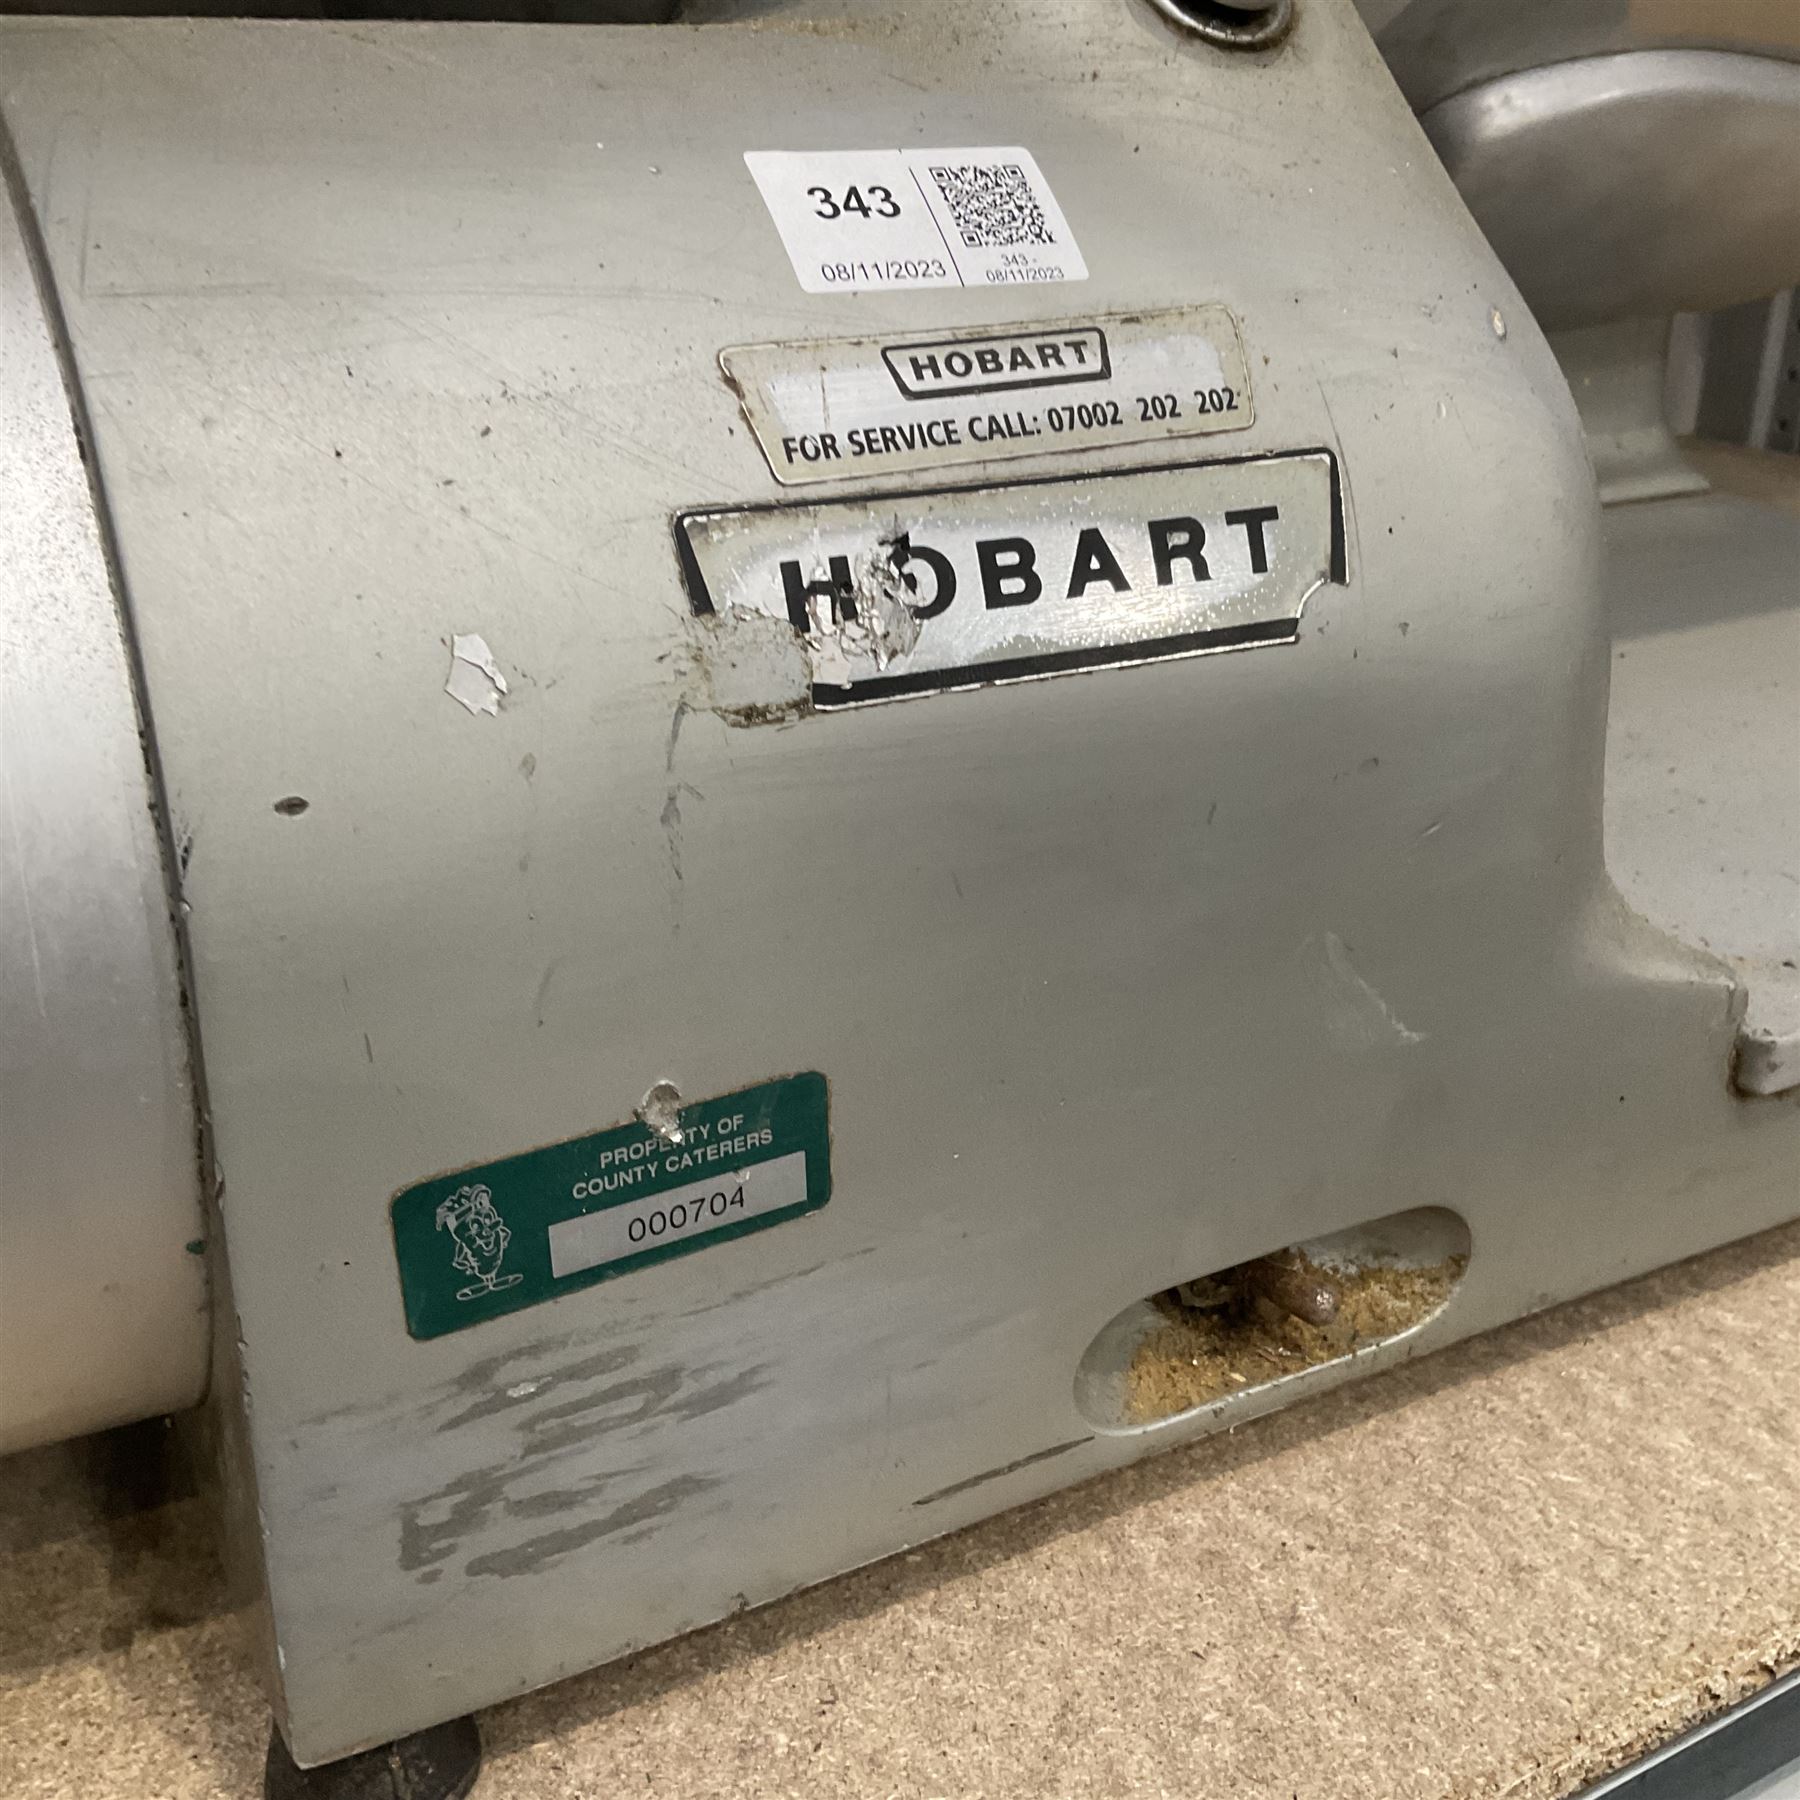 343
08/11/2023
343 -
08/11/2023
HOBART
FOR SERVICE CALL: 07002 202 202
HOBART
PROPERTY OF
COUNTY CATERERS
000704